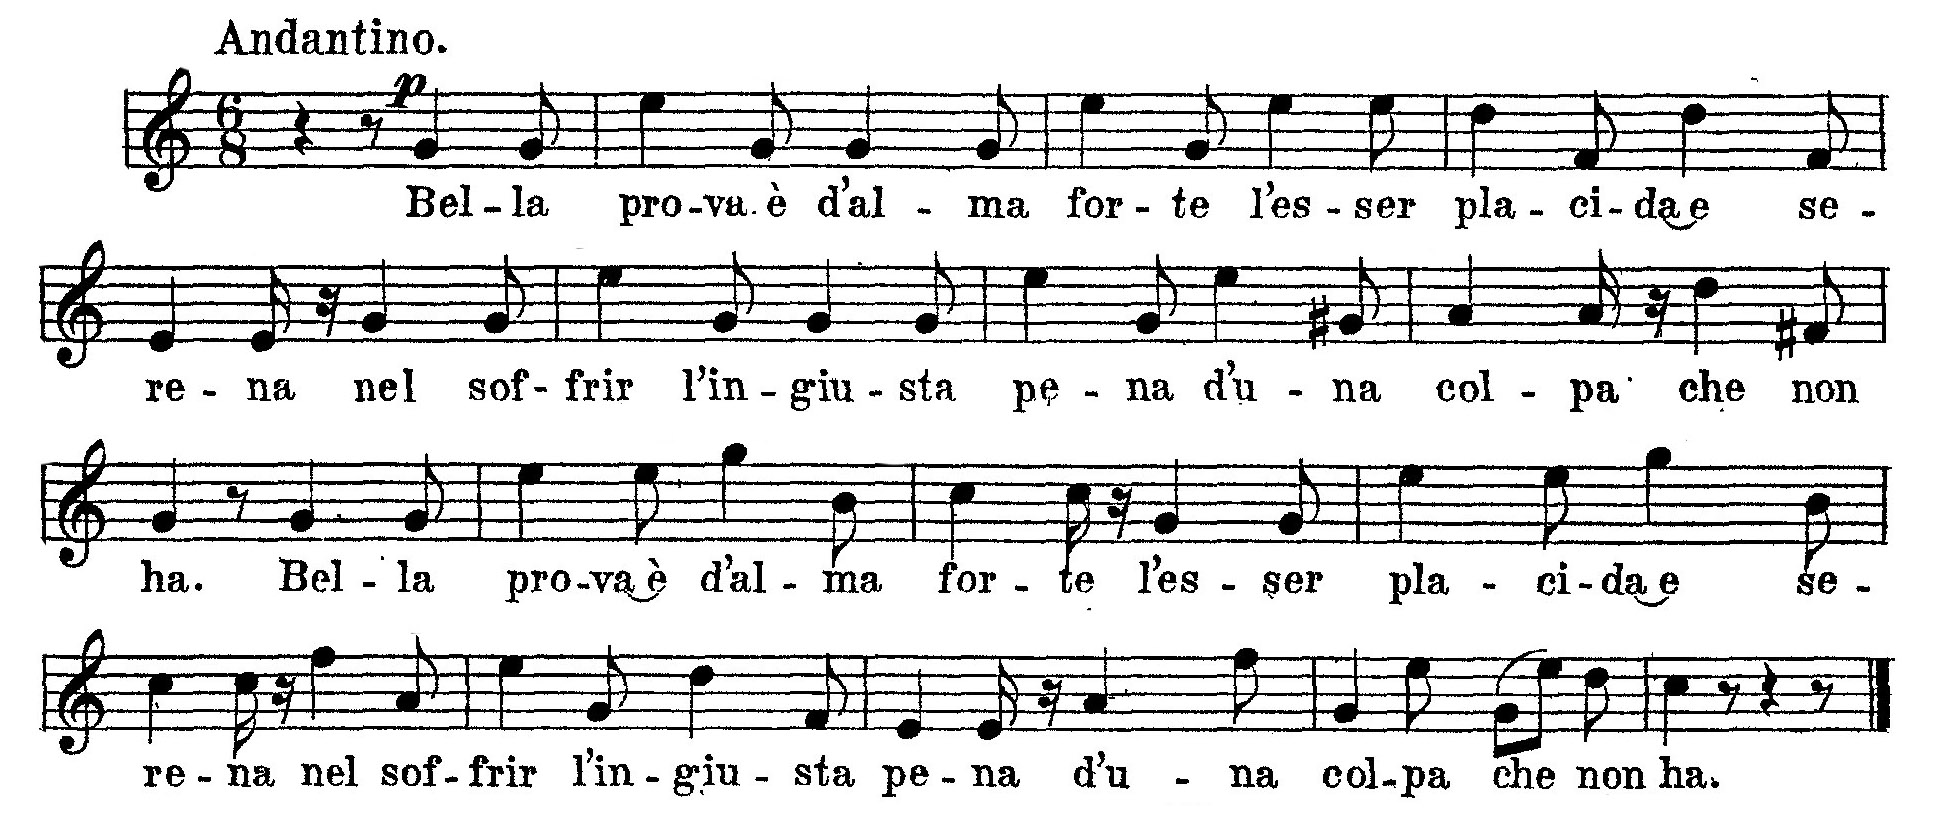 Andantino.
p
Bel - la pro - va è d'al - ma for - te l'es - ser pla - ci - da e se -
re - na nel sof - frir l'in - giu - sta pe - na d'u - na col - pa che non
ha. Bel - la pro - va è d'al - ma for - te l'es - ser pla - ci - da e se -
re - na nel sof - frir l'in - giu - sta pe - na d'u - na col - pa che non ha.